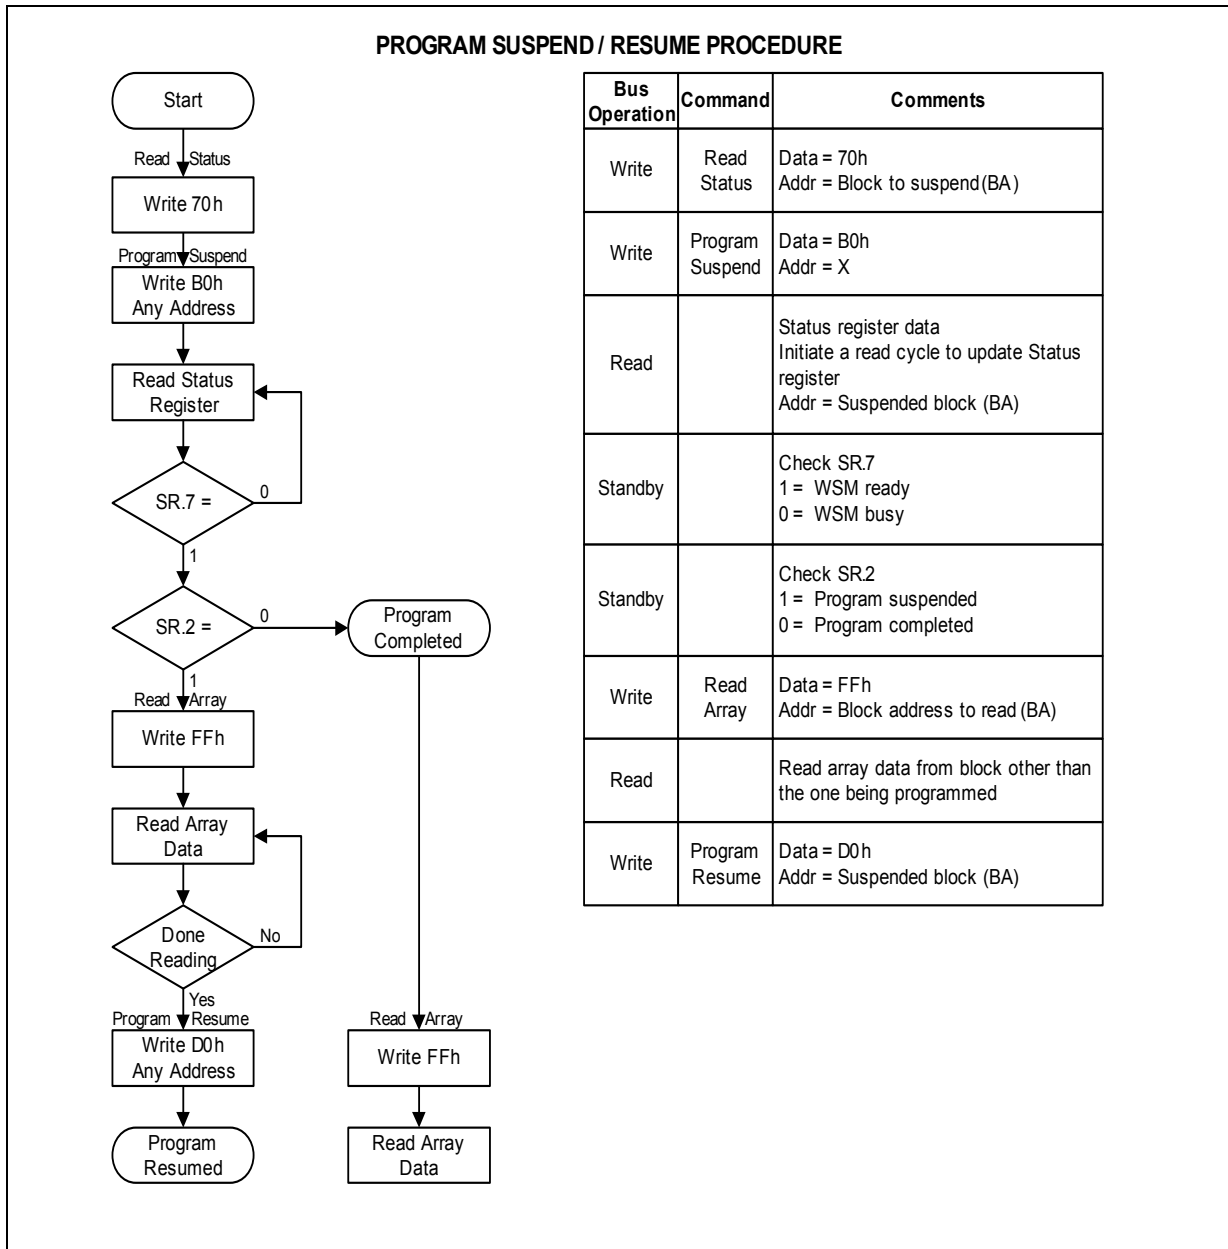 PROGRAM SUSPEND / RESUME PROCEDURE
Start
Read Status
Write 70h
Program Suspend
Write B0h
Any Address
Read Status
Register
SR.7 =
0
1
SR.2 =
0
Program
Completed
1
Read Array
Write FFh
Read Array
Data
Done
Reading
No
Yes
Program Resume
Write D0h
Any Address
Program
Resumed
Read Array
Write FFh
Read Array
Data
Bus
Operation
Command
Comments
Write
Read
Status
Data = 70h
Addr = Block to suspend (BA)
Write
Program
Suspend
Data = B0h
Addr = X
Read
Status register data
Initiate a read cycle to update Status
register
Addr = Suspended block (BA)
Standby
Check SR.7
1 = WSM ready
0 = WSM busy
Standby
Check SR.2
1 = Program suspended
0 = Program completed
Write
Read
Array
Data = FFh
Addr = Block address to read (BA)
Read
Read array data from block other than
the one being programmed
Write
Program
Resume
Data = D0h
Addr = Suspended block (BA)